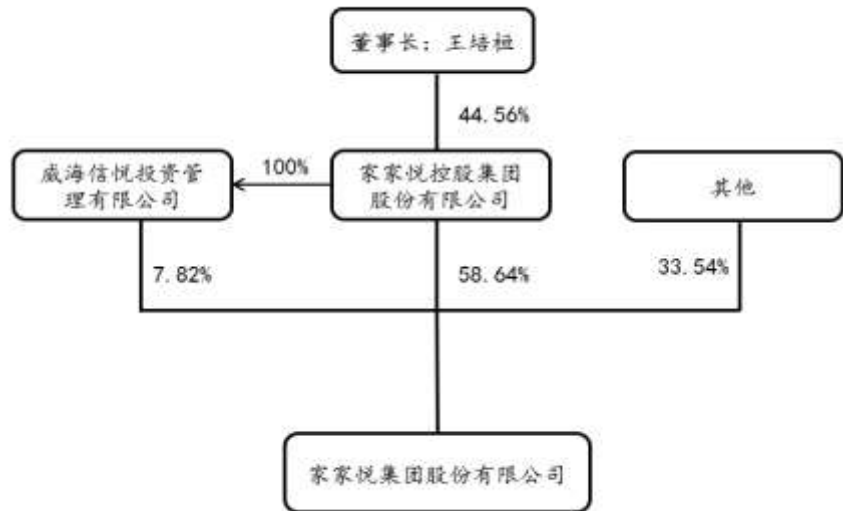 董事长：王培桓
44.56%
威海信悦投资管
理有限公司
100%
家家悦控股集团
股份有限公司
其他
7.82%
58.64%
33.54%
家家悦集团股份有限公司